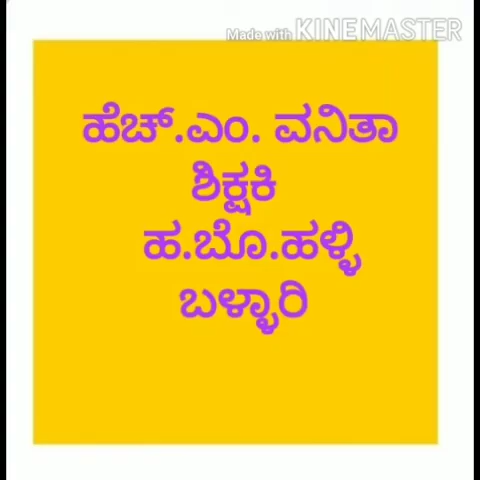 Made with KINEMASTER
ಹೆಚ್.ಎಂ. ವನಿತಾ
ಶಿಕ್ಷಕಿ
ಹ.ಬೊ.ಹಳ್ಳಿ
ಬಳ್ಳಾರಿ